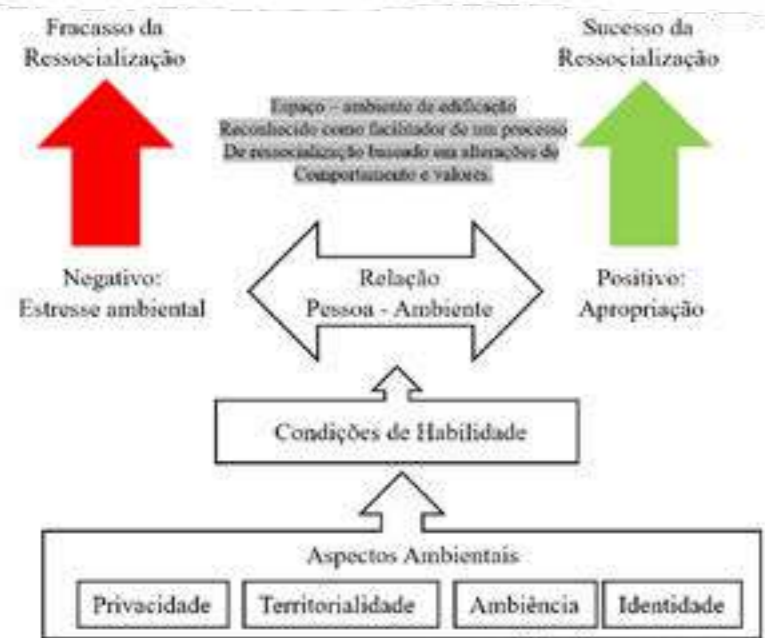 Fracasso da
Ressocialização
Sucesso da
Ressocialização
Espaço – ambiente de edificação
Reconhecido como facilitador de um processo
De ressocialização baseado em alterações de
Comportamento e valores.
Negativo:
Estresse ambiental
Relação
Pessoa - Ambiente
Positivo:
Apropriação
Condições de Habilidade
Aspectos Ambientais
Privacidade
Territorialidade
Ambiência
Identidade